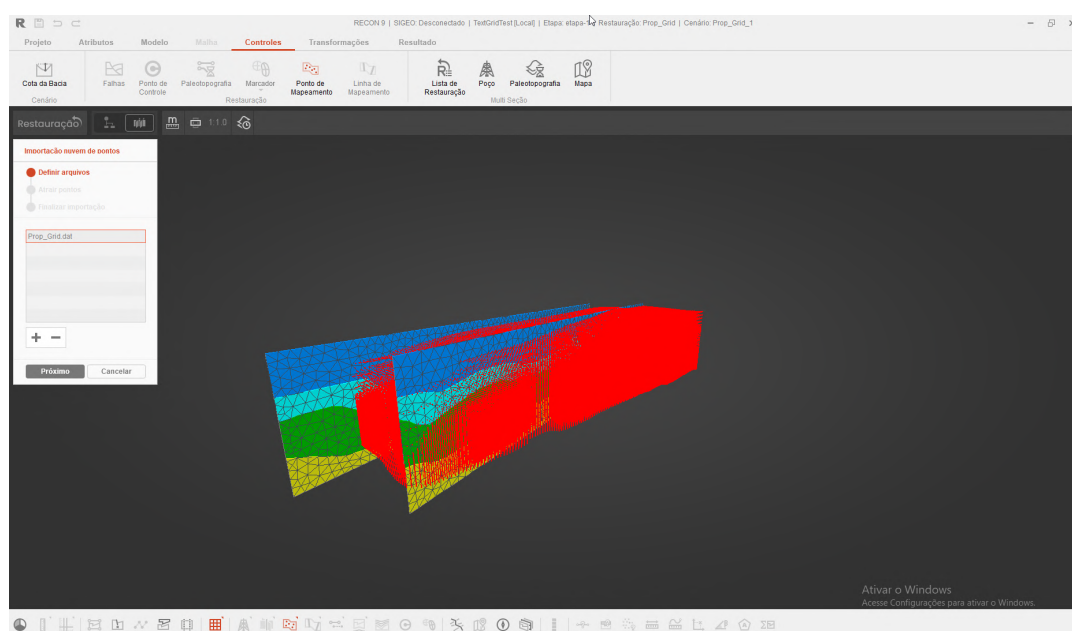 RECON 9 | SIGEO: Desconectado | TextGridTest [Local] | Etapa: etapa- Restauração: Prop_Grid | Cenário: Prop_Grid_1
Projeto Atributos Modelo Malha Controles Transformações Resultado
Cota da Bacia
Falhas
Ponto de Controle
Paleotopografia
Marcador
Ponto de Mapeamento
Linha de Mapeamento
Lista de Restauração
Poço
Paleotopografia
Mapa
Cenário
Restauração
Multi Seção
Restauração
m
1:1.0
Importação nuvem de pontos
Definir arquivos
Ativar pontos
Finalizar importação
Prop_Grid.dat
Próximo Cancelar
Ativar o Windows
Acesse Configurações para ativar o Windows.